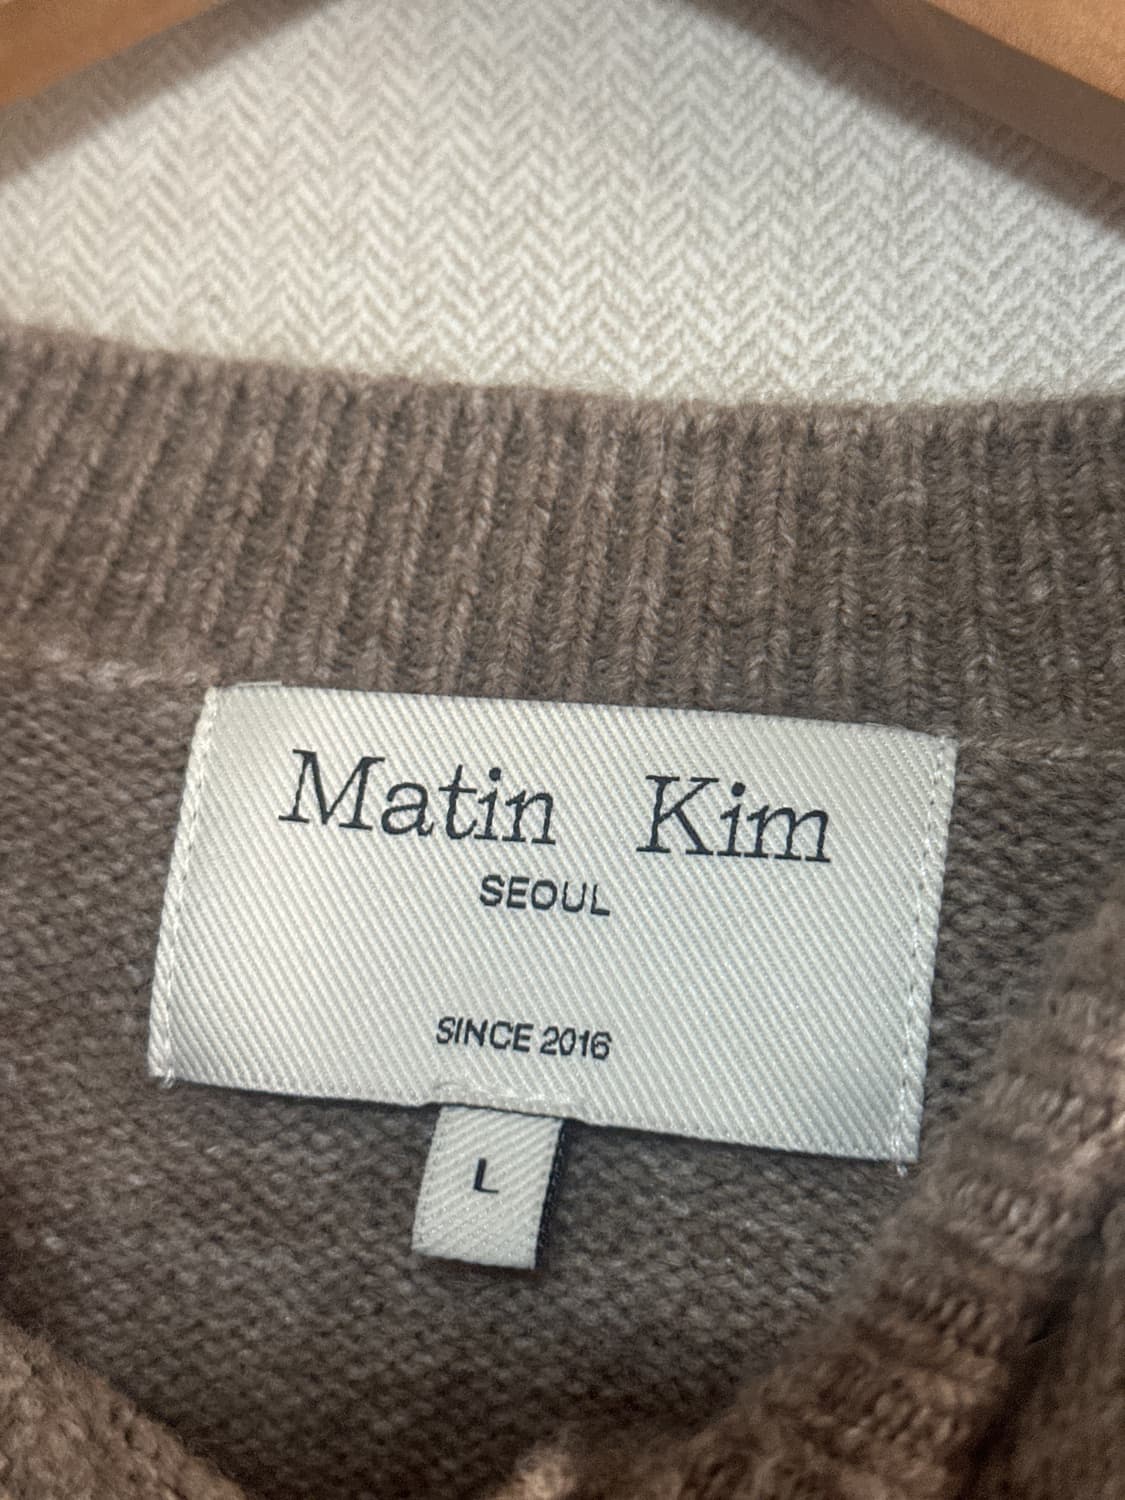 Matin Kim
SEOUL
SINCE 2016
L